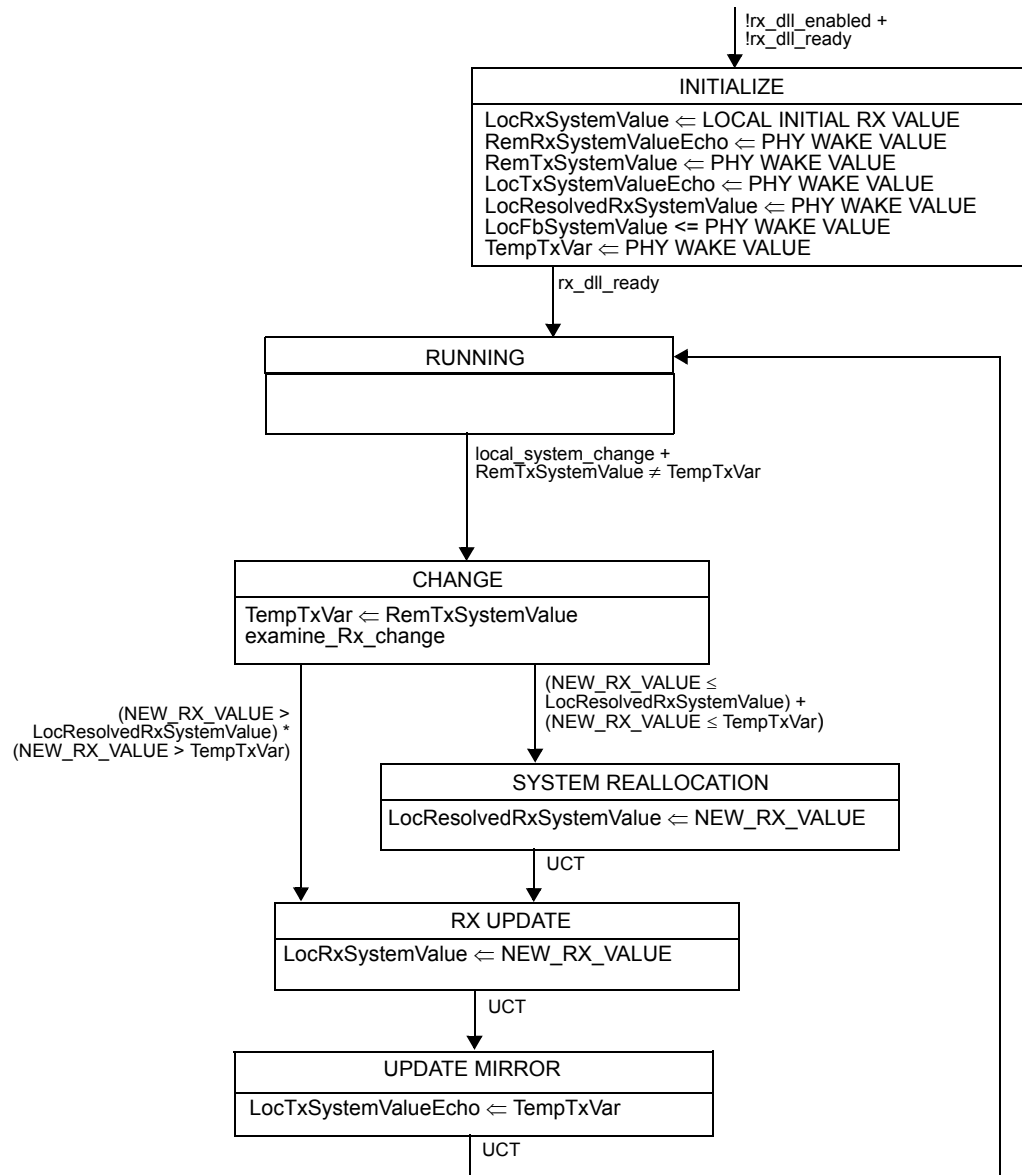 !rx_dll_enabled +
!rx_dll_ready
INITIALIZE
LocRxSystemValue ⇐ LOCAL INITIAL RX VALUE
RemRxSystemValueEcho ⇐ PHY WAKE VALUE
RemTxSystemValue ⇐ PHY WAKE VALUE
LocTxSystemValueEcho ⇐ PHY WAKE VALUE
LocResolvedRxSystemValue ⇐ PHY WAKE VALUE
LocFbSystemValue <= PHY WAKE VALUE
TempTxVar ⇐ PHY WAKE VALUE
rx_dll_ready
RUNNING
local_system_change +
RemTxSystemValue ≠ TempTxVar
CHANGE
TempTxVar ⇐ RemTxSystemValue
examine_Rx_change
(NEW_RX_VALUE >
LocResolvedRxSystemValue) *
(NEW_RX_VALUE > TempTxVar)
(NEW_RX_VALUE ≤
LocResolvedRxSystemValue) +
(NEW_RX_VALUE ≤ TempTxVar)
SYSTEM REALLOCATION
LocResolvedRxSystemValue ⇐ NEW_RX_VALUE
UCT
RX UPDATE
LocRxSystemValue ⇐ NEW_RX_VALUE
UCT
UPDATE MIRROR
LocTxSystemValueEcho ⇐ TempTxVar
UCT